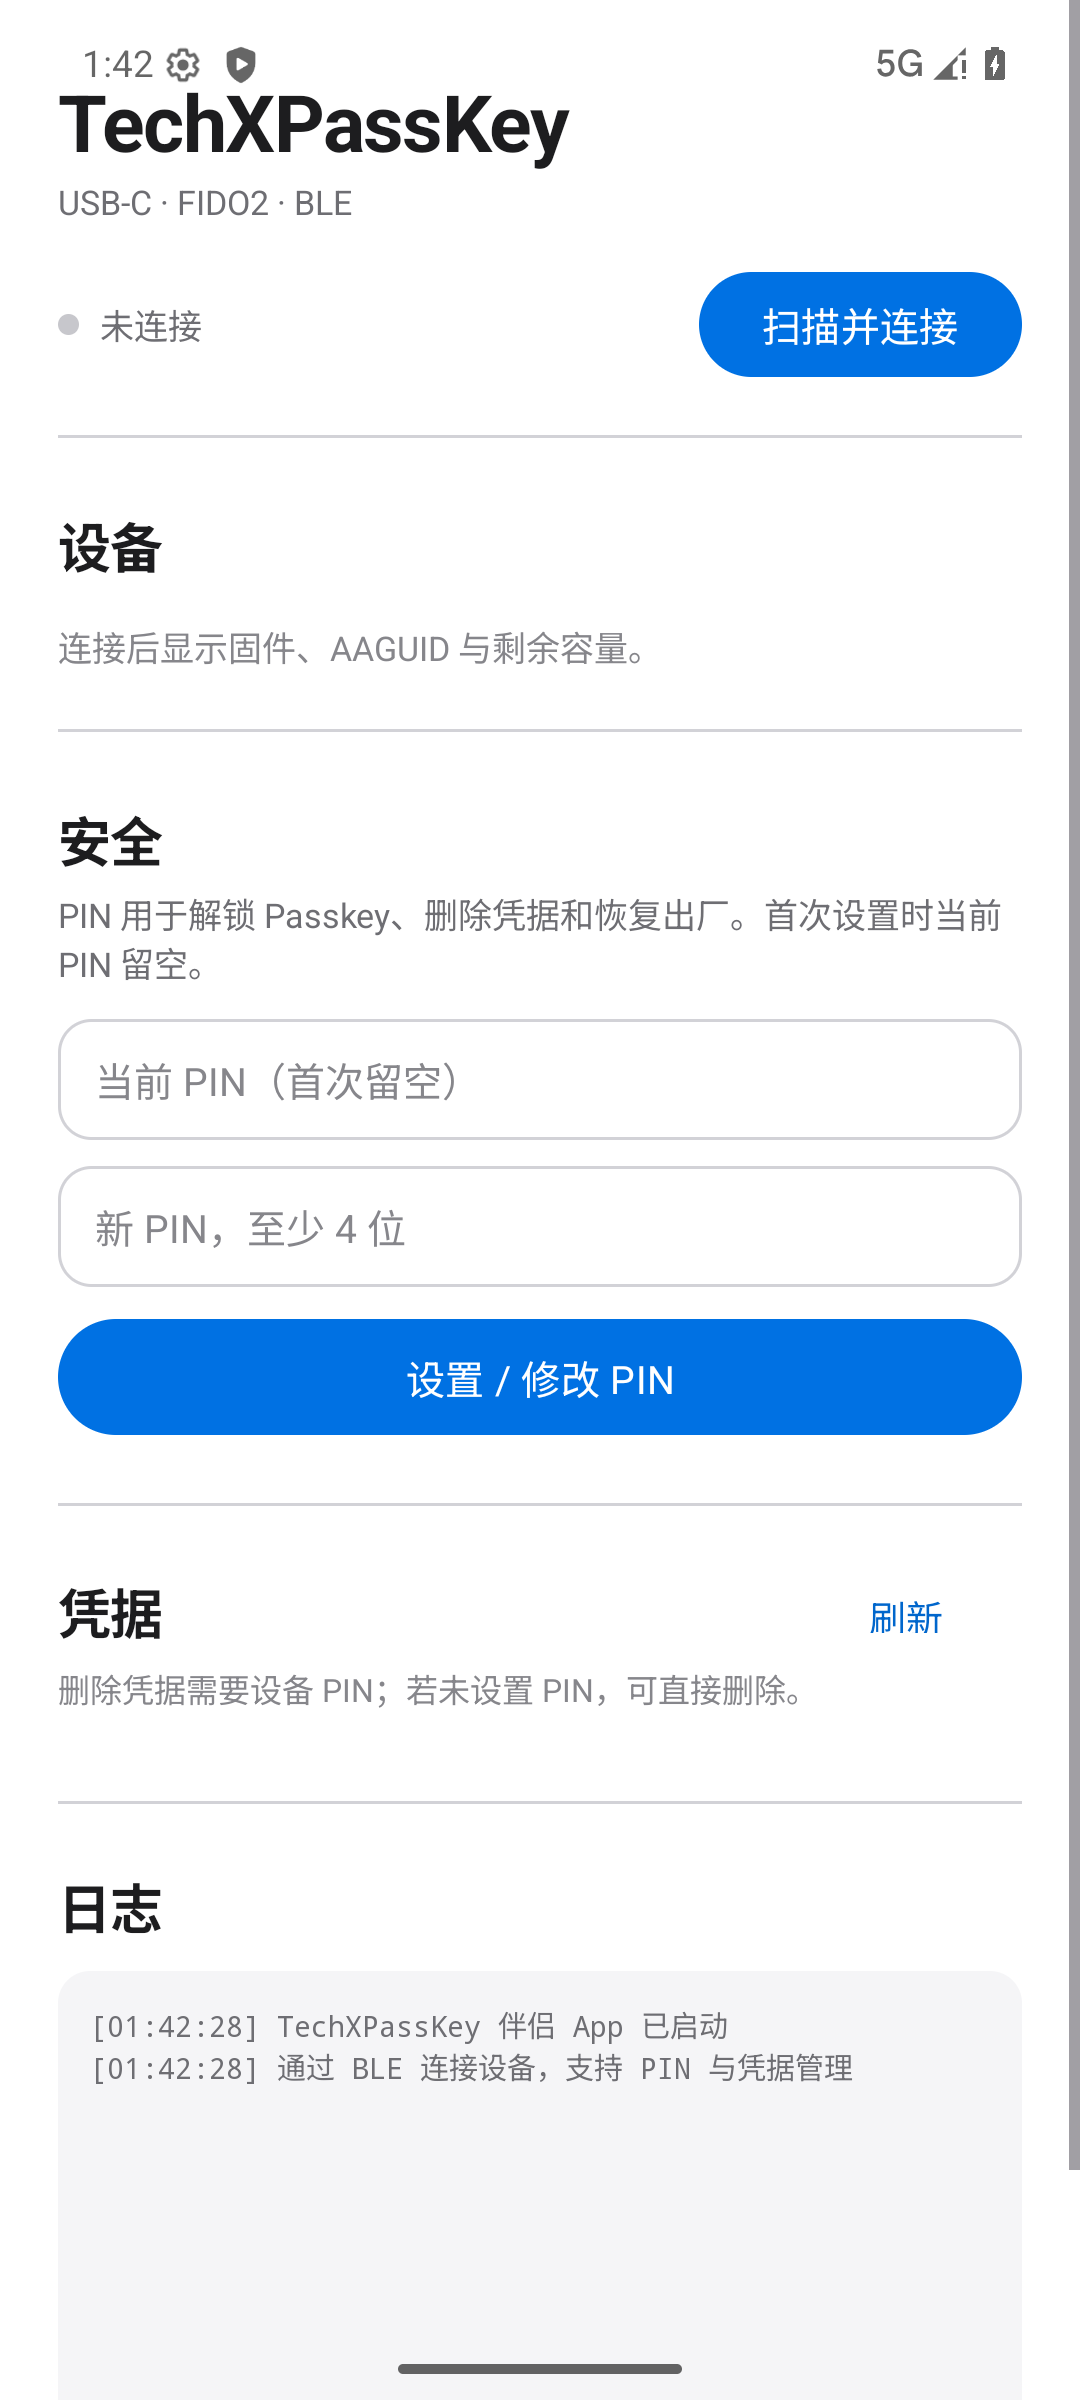 1:42
5G
TechXPassKey
USB-C · FIDO2 · BLE
未连接
扫描并连接
设备
连接后显示固件、AAGUID 与剩余容量。
安全
PIN 用于解锁 Passkey、删除凭据和恢复出厂。首次设置时当前
PIN 留空。
当前 PIN（首次留空）
新 PIN，至少 4 位
设置 / 修改 PIN
凭据
刷新
删除凭据需要设备 PIN；若未设置 PIN，可直接删除。
日志
[01:42:28] TechXPassKey 伴侣 App 已启动
[01:42:28] 通过 BLE 连接设备，支持 PIN 与凭据管理